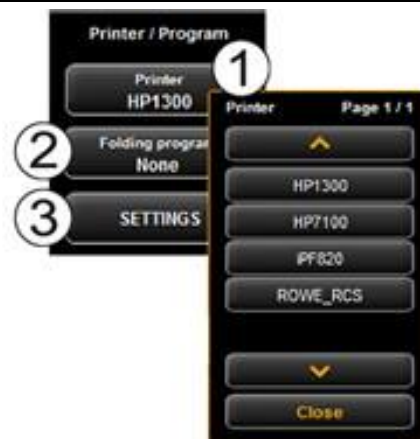 Printer / Program
1
Printer
HP1300
2
Folding program
None
3
SETTINGS
Printer Page 1 / 1
HP1300
HP7100
iPF820
ROWE_RCS
Close